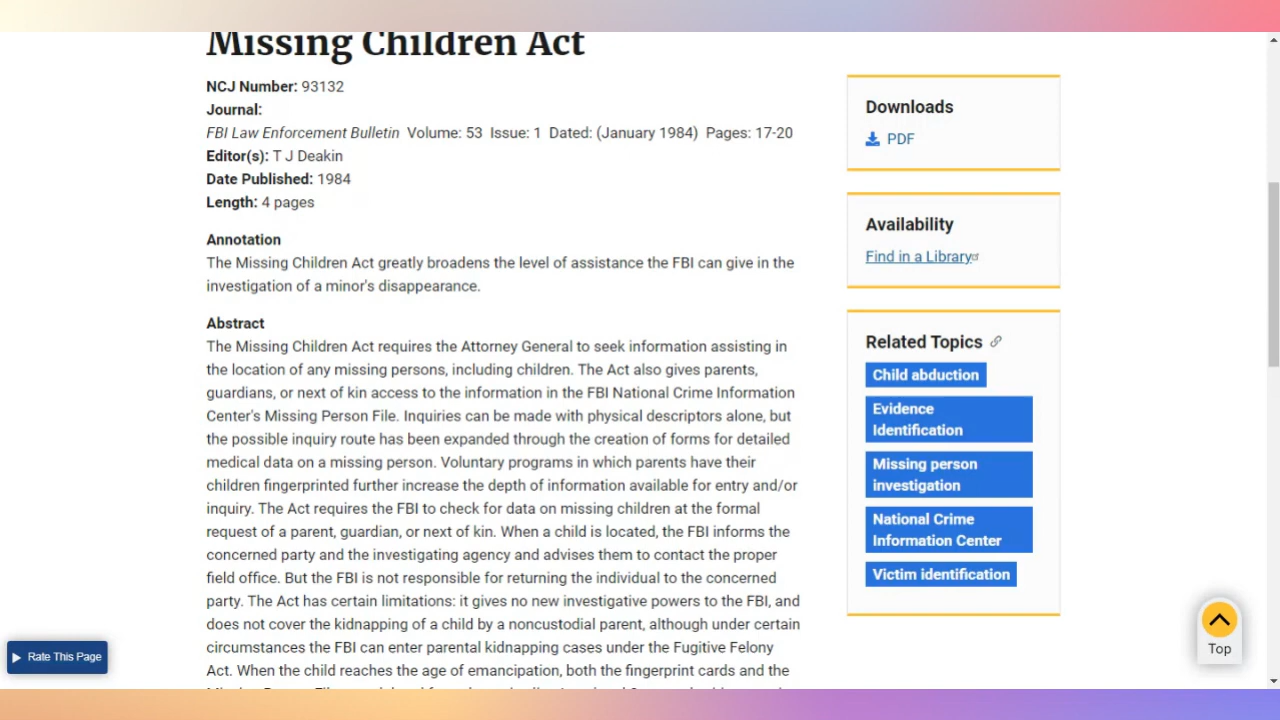 Missing Children Act
NCJ Number: 93132
Journal:
FBI Law Enforcement Bulletin Volume: 53 Issue: 1 Dated: (January 1984) Pages: 17-20
Editor(s): T J Deakin
Date Published: 1984
Length: 4 pages
Annotation
The Missing Children Act greatly broadens the level of assistance the FBI can give in the
investigation of a minor's disappearance.
Abstract
The Missing Children Act requires the Attorney General to seek information assisting in
the location of any missing persons, including children. The Act also gives parents,
guardians, or next of kin access to the information in the FBI National Crime Information
Center's Missing Person File. Inquiries can be made with physical descriptors alone, but
the possible inquiry route has been expanded through the creation of forms for detailed
medical data on a missing person. Voluntary programs in which parents have their
children fingerprinted further increase the depth of information available for entry and/or
inquiry. The Act requires the FBI to check for data on missing children at the formal
request of a parent, guardian, or next of kin. When a child is located, the FBI informs the
concerned party and the investigating agency and advises them to contact the proper
field office. But the FBI is not responsible for returning the individual to the concerned
party. The Act has certain limitations: it gives no new investigative powers to the FBI, and
does not cover the kidnapping of a child by a noncustodial parent, although under certain
circumstances the FBI can enter parental kidnapping cases under the Fugitive Felony
Act. When the child reaches the age of emancipation, both the fingerprint cards and the
Downloads
PDF
Availability
Find in a Library
Related Topics
Child abduction
Evidence
Identification
Missing person
investigation
National Crime
Information Center
Victim identification
Top
Rate This Page